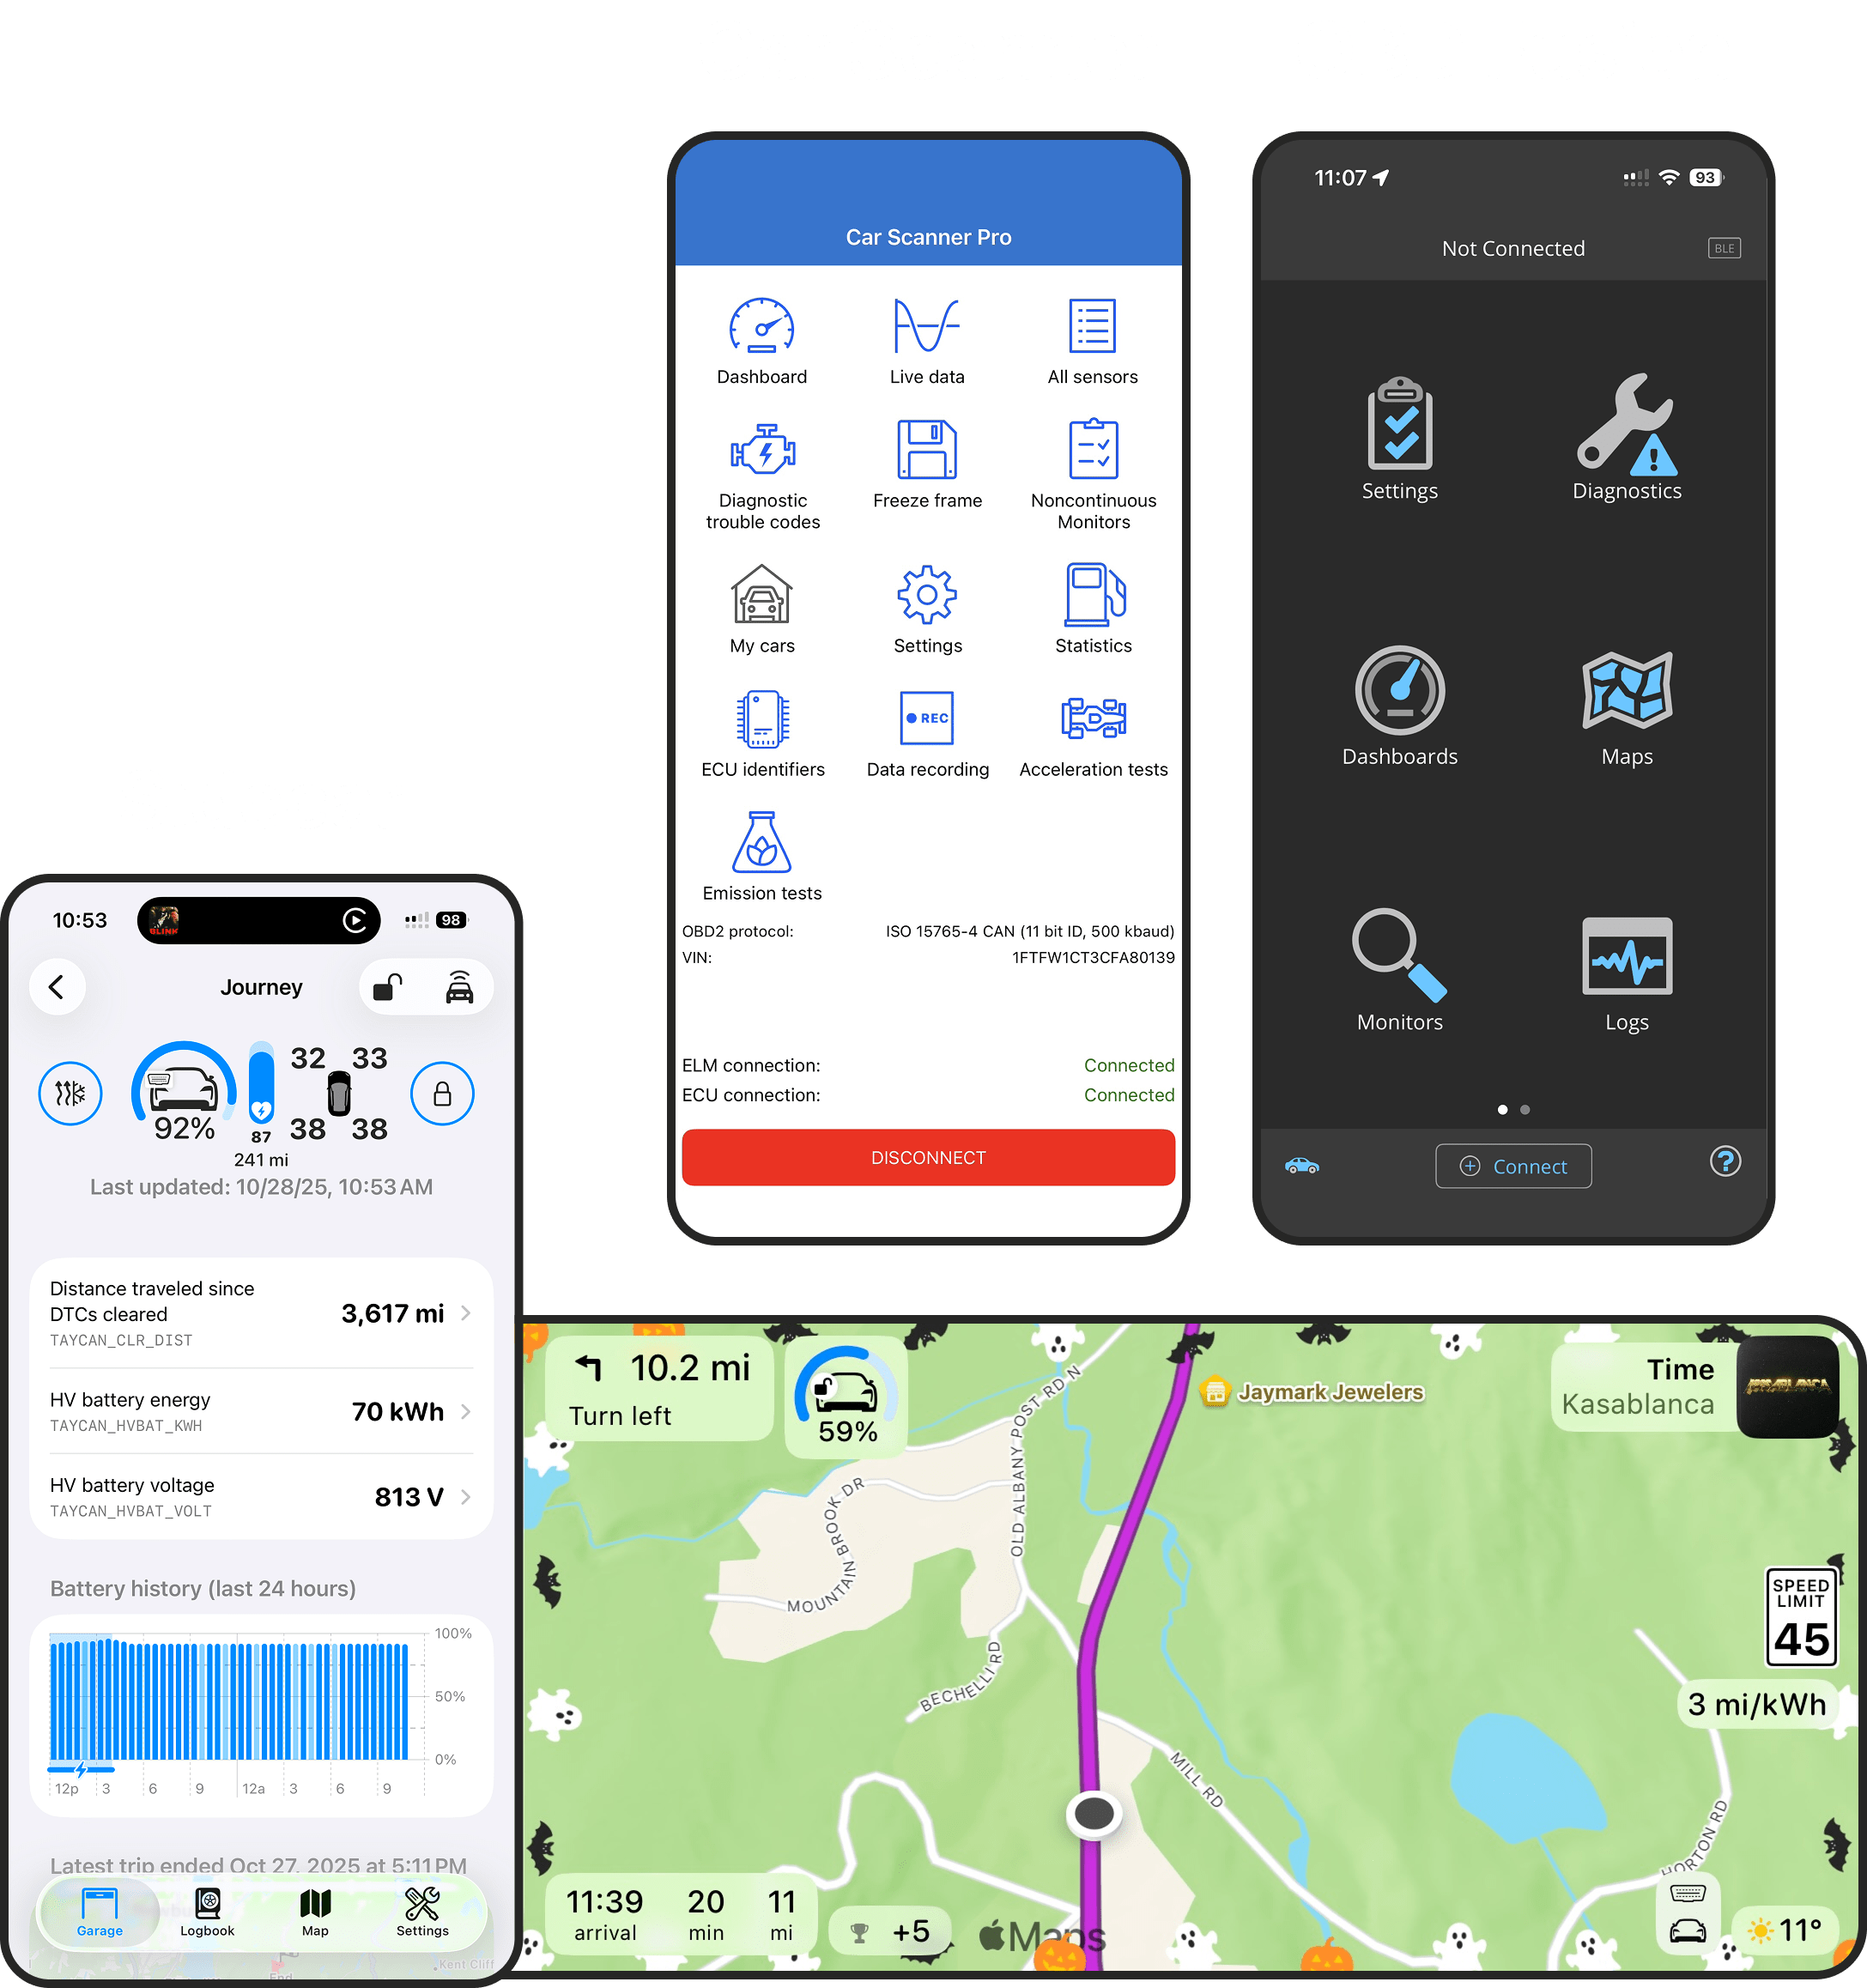 Car Scanner Pro
Dashboard
Live data
All sensors
Diagnostic
trouble codes
Freeze frame
Noncontinuous
Monitors
My cars
Settings
Statistics
ECU identifiers
REC
Data recording
Acceleration tests
Emission tests
OBD2 protocol: ISO 15765-4 CAN (11 bit ID, 500 kbaud)
VIN: 1FTFW1CT3CFA80139
ELM connection: Connected
ECU connection: Connected
DISCONNECT
11:07 93
Not Connected BLE
Settings
Diagnostics
Dashboards
Maps
Monitors
Logs
Connect
?
10:53 BLINK 98
Journey
32 33
92%
87
38 38
241 mi
Last updated: 10/28/25, 10:53 AM
Distance traveled since
DTCs cleared
TAYCAN_CLR_DIST
3,617 mi
HV battery energy
TAYCAN_HVBAT_KWH
70 kWh
HV battery voltage
TAYCAN_HVBAT_VOLT
813 V
Battery history (last 24 hours)
100%
50%
0%
12p 3 6 9 12a 3 6 9
Latest trip ended Oct 27, 2025 at 5:11 PM
Garage
Logbook
Map
Settings
End
Kent Cliff
10.2 mi
Turn left
59%
OLD ALBANY POST RD N
Jaymark Jewelers
Time
Kasablanca
MOUNTAIN BROOK DR
BECHELLI RD
MILL RD
HORTON RD
SPEED
LIMIT
45
3 mi/kWh
11:39 20 11
arrival min mi
+5
Maps
11°